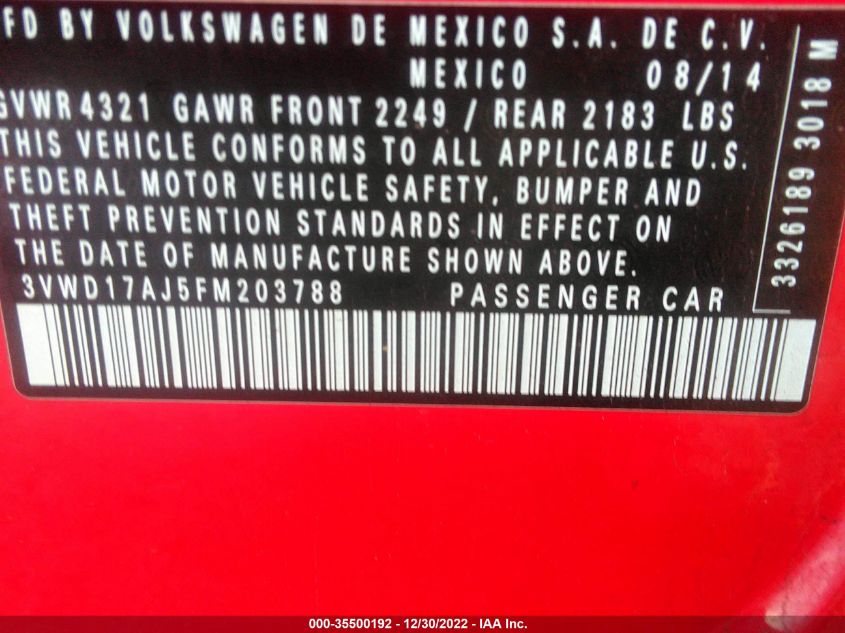 FD BY VOLKSWAGEN DE MEXICO S.A. DE C.V.
MEXICO 08/14
GVWR 4321 GAWR FRONT 2249 / REAR 2183 LBS
THIS VEHICLE CONFORMS TO ALL APPLICABLE U.S.
FEDERAL MOTOR VEHICLE SAFETY, BUMPER AND
THEFT PREVENTION STANDARDS IN EFFECT ON
THE DATE OF MANUFACTURE SHOWN ABOVE.
3VWD17AJ5FM203788 PASSENGER CAR
3326189 3018 M
000-35500192 - 12/30/2022 - IAA Inc.